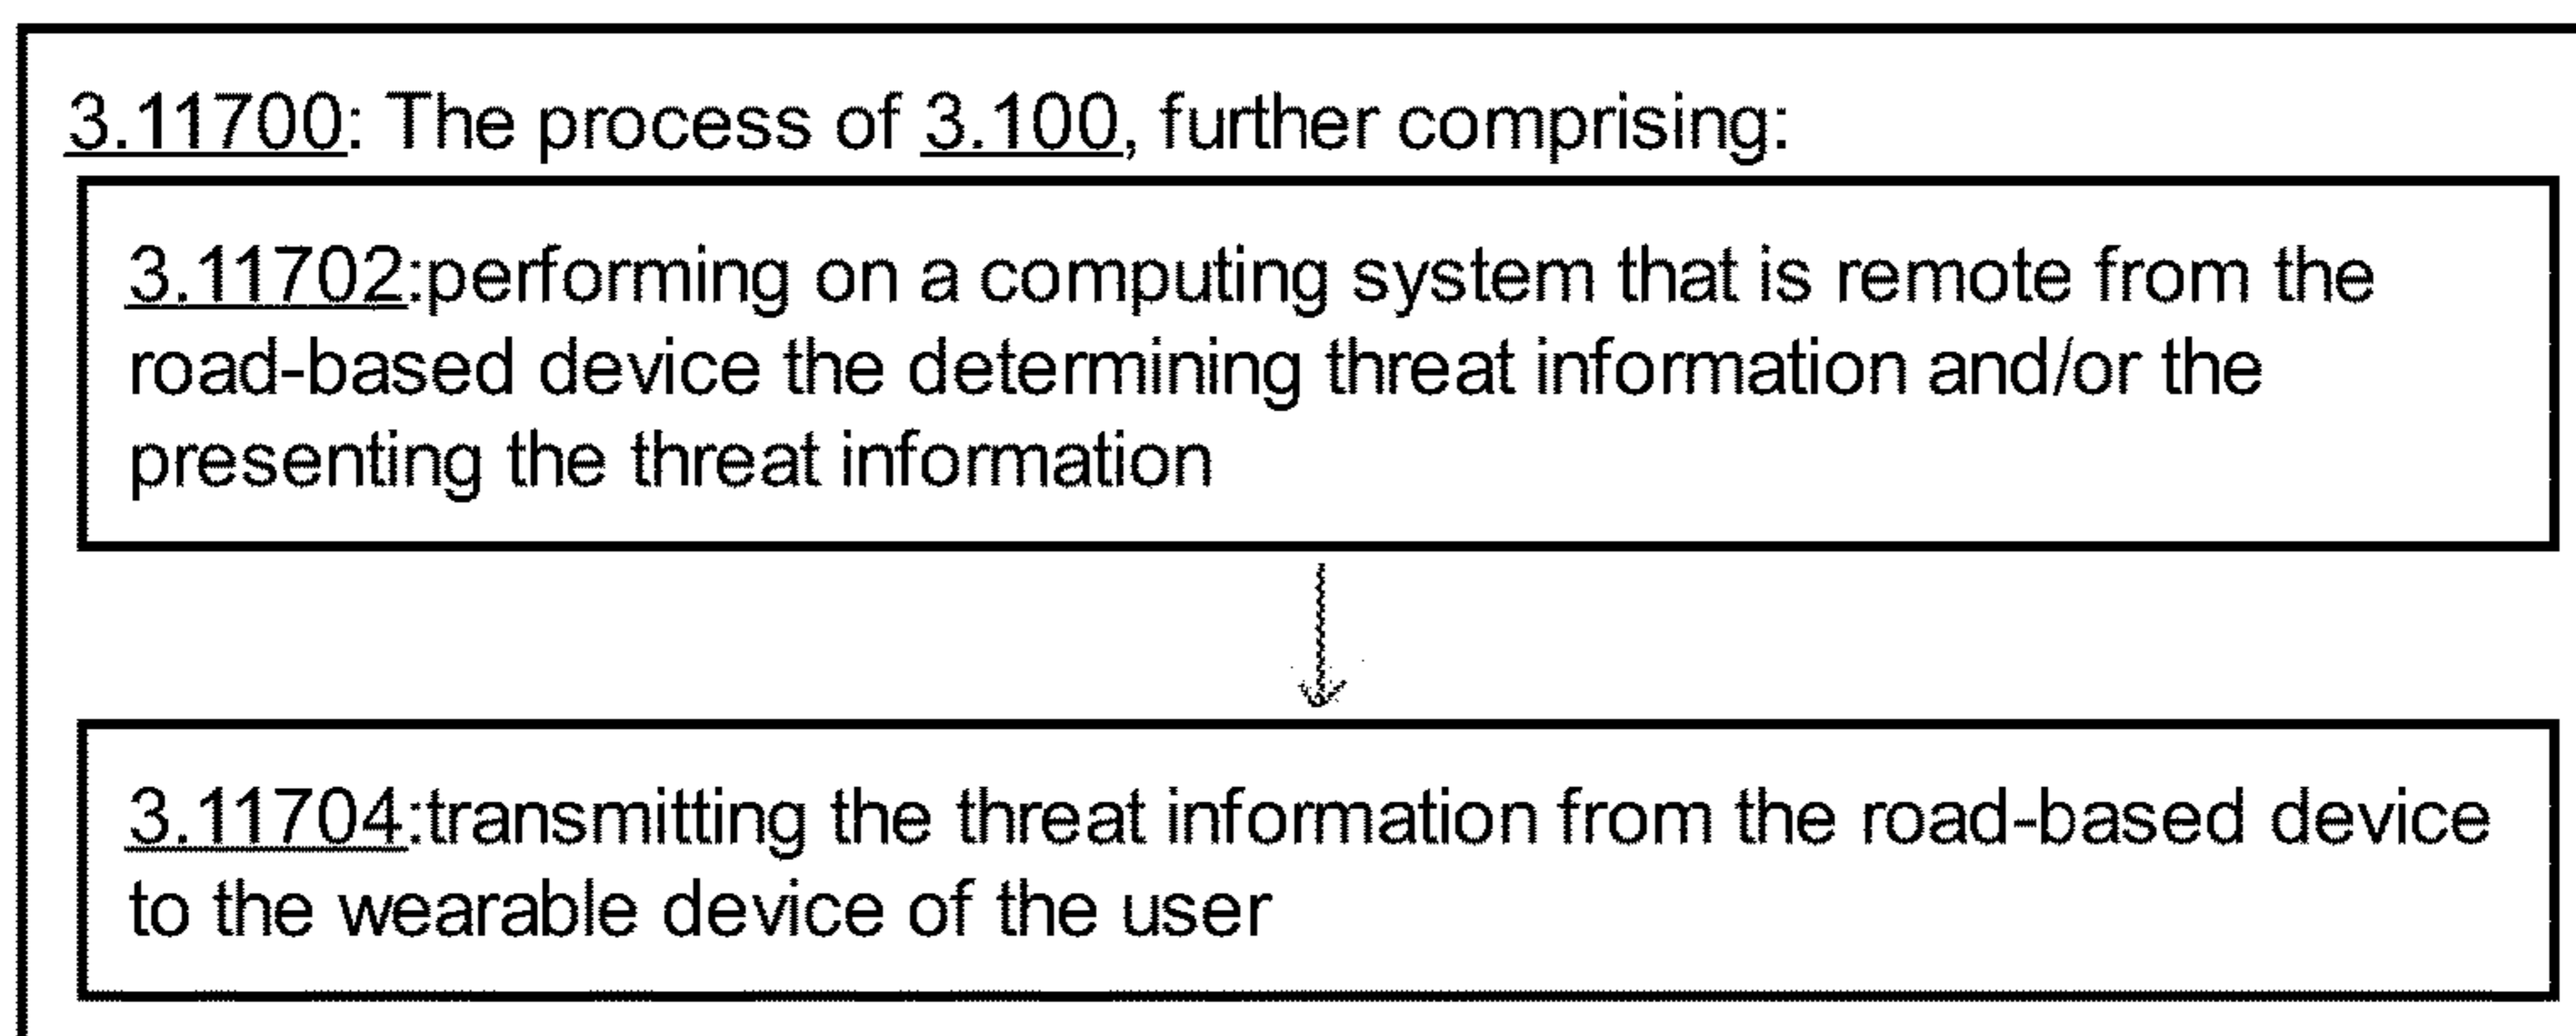 3.11700: The process of 3.100, further comprising:
3.11702:performing on a computing system that is remote from the
road-based device the determining threat information and/or the
presenting the threat information
3.11704:transmitting the threat information from the road-based device
to the wearable device of the user